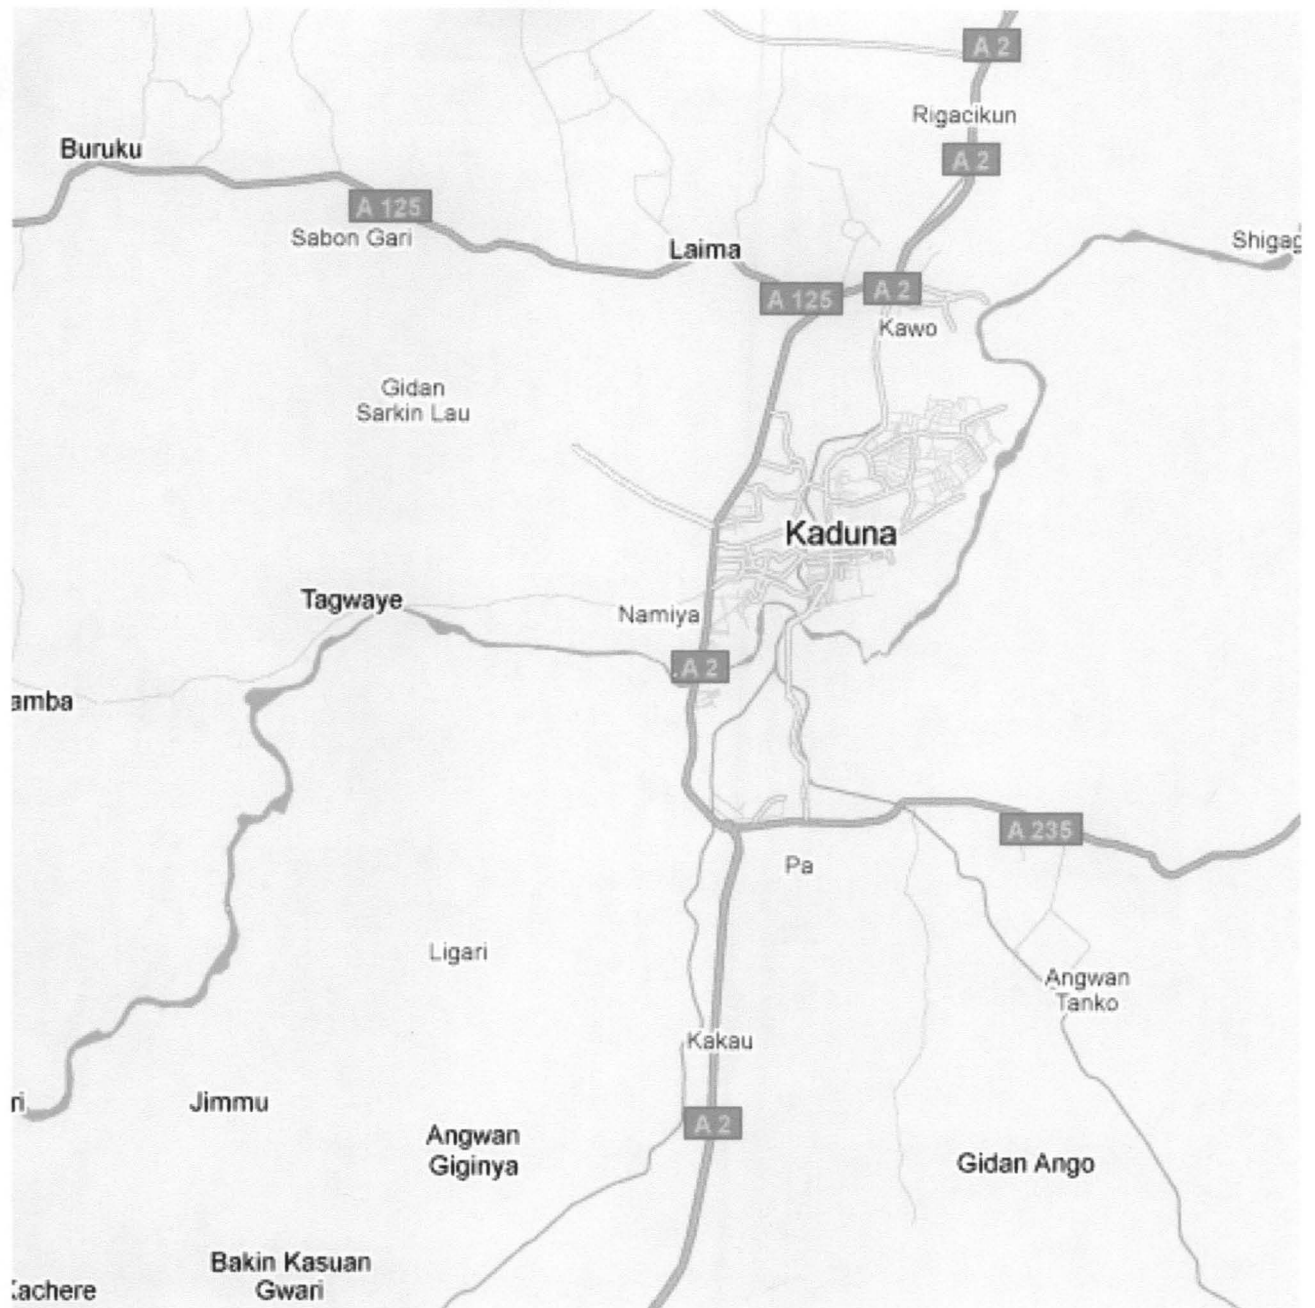 A 2
Rigacikun
Buruku
A 2
A 125
Sabon Gari
Laima
Shigag
A 125
A 2
Kawo
Gidan
Sarkin Lau
Kaduna
Tagwaye
Namiya
A 2
amba
A 235
Pa
Ligari
Angwan
Tanko
Kakau
ri
Jimmu
A 2
Angwan
Giginya
Gidan Ango
Bakin Kasuan
Gwari
Kachere